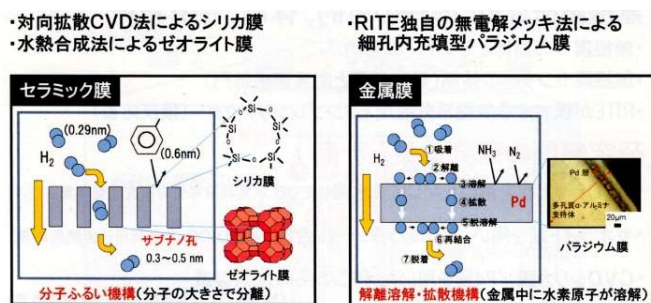 ・対向拡散CVD法によるシリカ膜
・水熱合成法によるゼオライト膜
セラミック膜
(0.29nm)
H2
(0.6nm)
Si
O
Si
Si
O
O
Si
Si
O
シリカ膜
サブナノ孔
0.3～0.5 nm
ゼオライト膜
分子ふるい機構(分子の大きさで分離)
・RITE独自の無電解メッキ法による
細孔内充填型パラジウム膜
金属膜
H2
①吸着
②解離
③溶解
④拡散
⑤脱溶解
⑥再結合
⑦脱着
NH3
N2
Pd
Pd 層
多孔質α-アルミナ
支持体
20μm
パラジウム膜
解離溶解・拡散機構(金属中に水素原子が溶解)